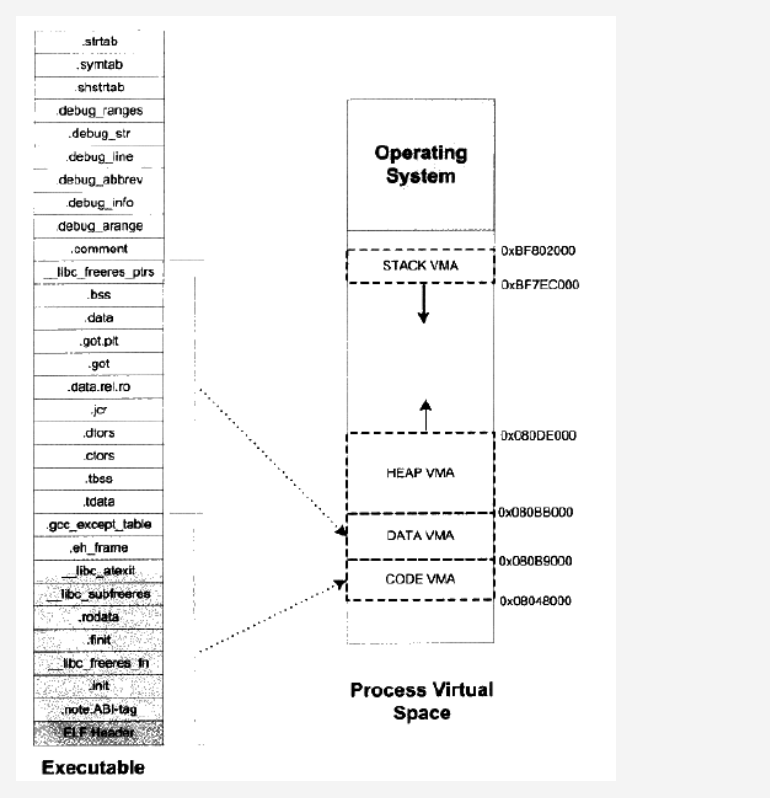 .strtab
.symtab
.shstrtab
.debug_ranges
.debug_str
.debug_line
.debug_abbrev
.debug_info
.debug_arange
.comment
__libc_freeres_ptrs
.bss
.data
.got.plt
.got
.data.rel.ro
.jcr
.dtors
.ctors
.tbss
.tdata
.gcc_except_table
.eh_frame
__libc_atexit
__libc_subfreeres
.rodata
.finit
__libc_freeres_fn
.init
.note.ABI-tag
ELF Header
Executable
Operating
System
0xBF802000
STACK VMA
0xBF7EC000
0x080DE000
HEAP VMA
0x080BB000
DATA VMA
0x080B9000
CODE VMA
0x08048000
Process Virtual
Space